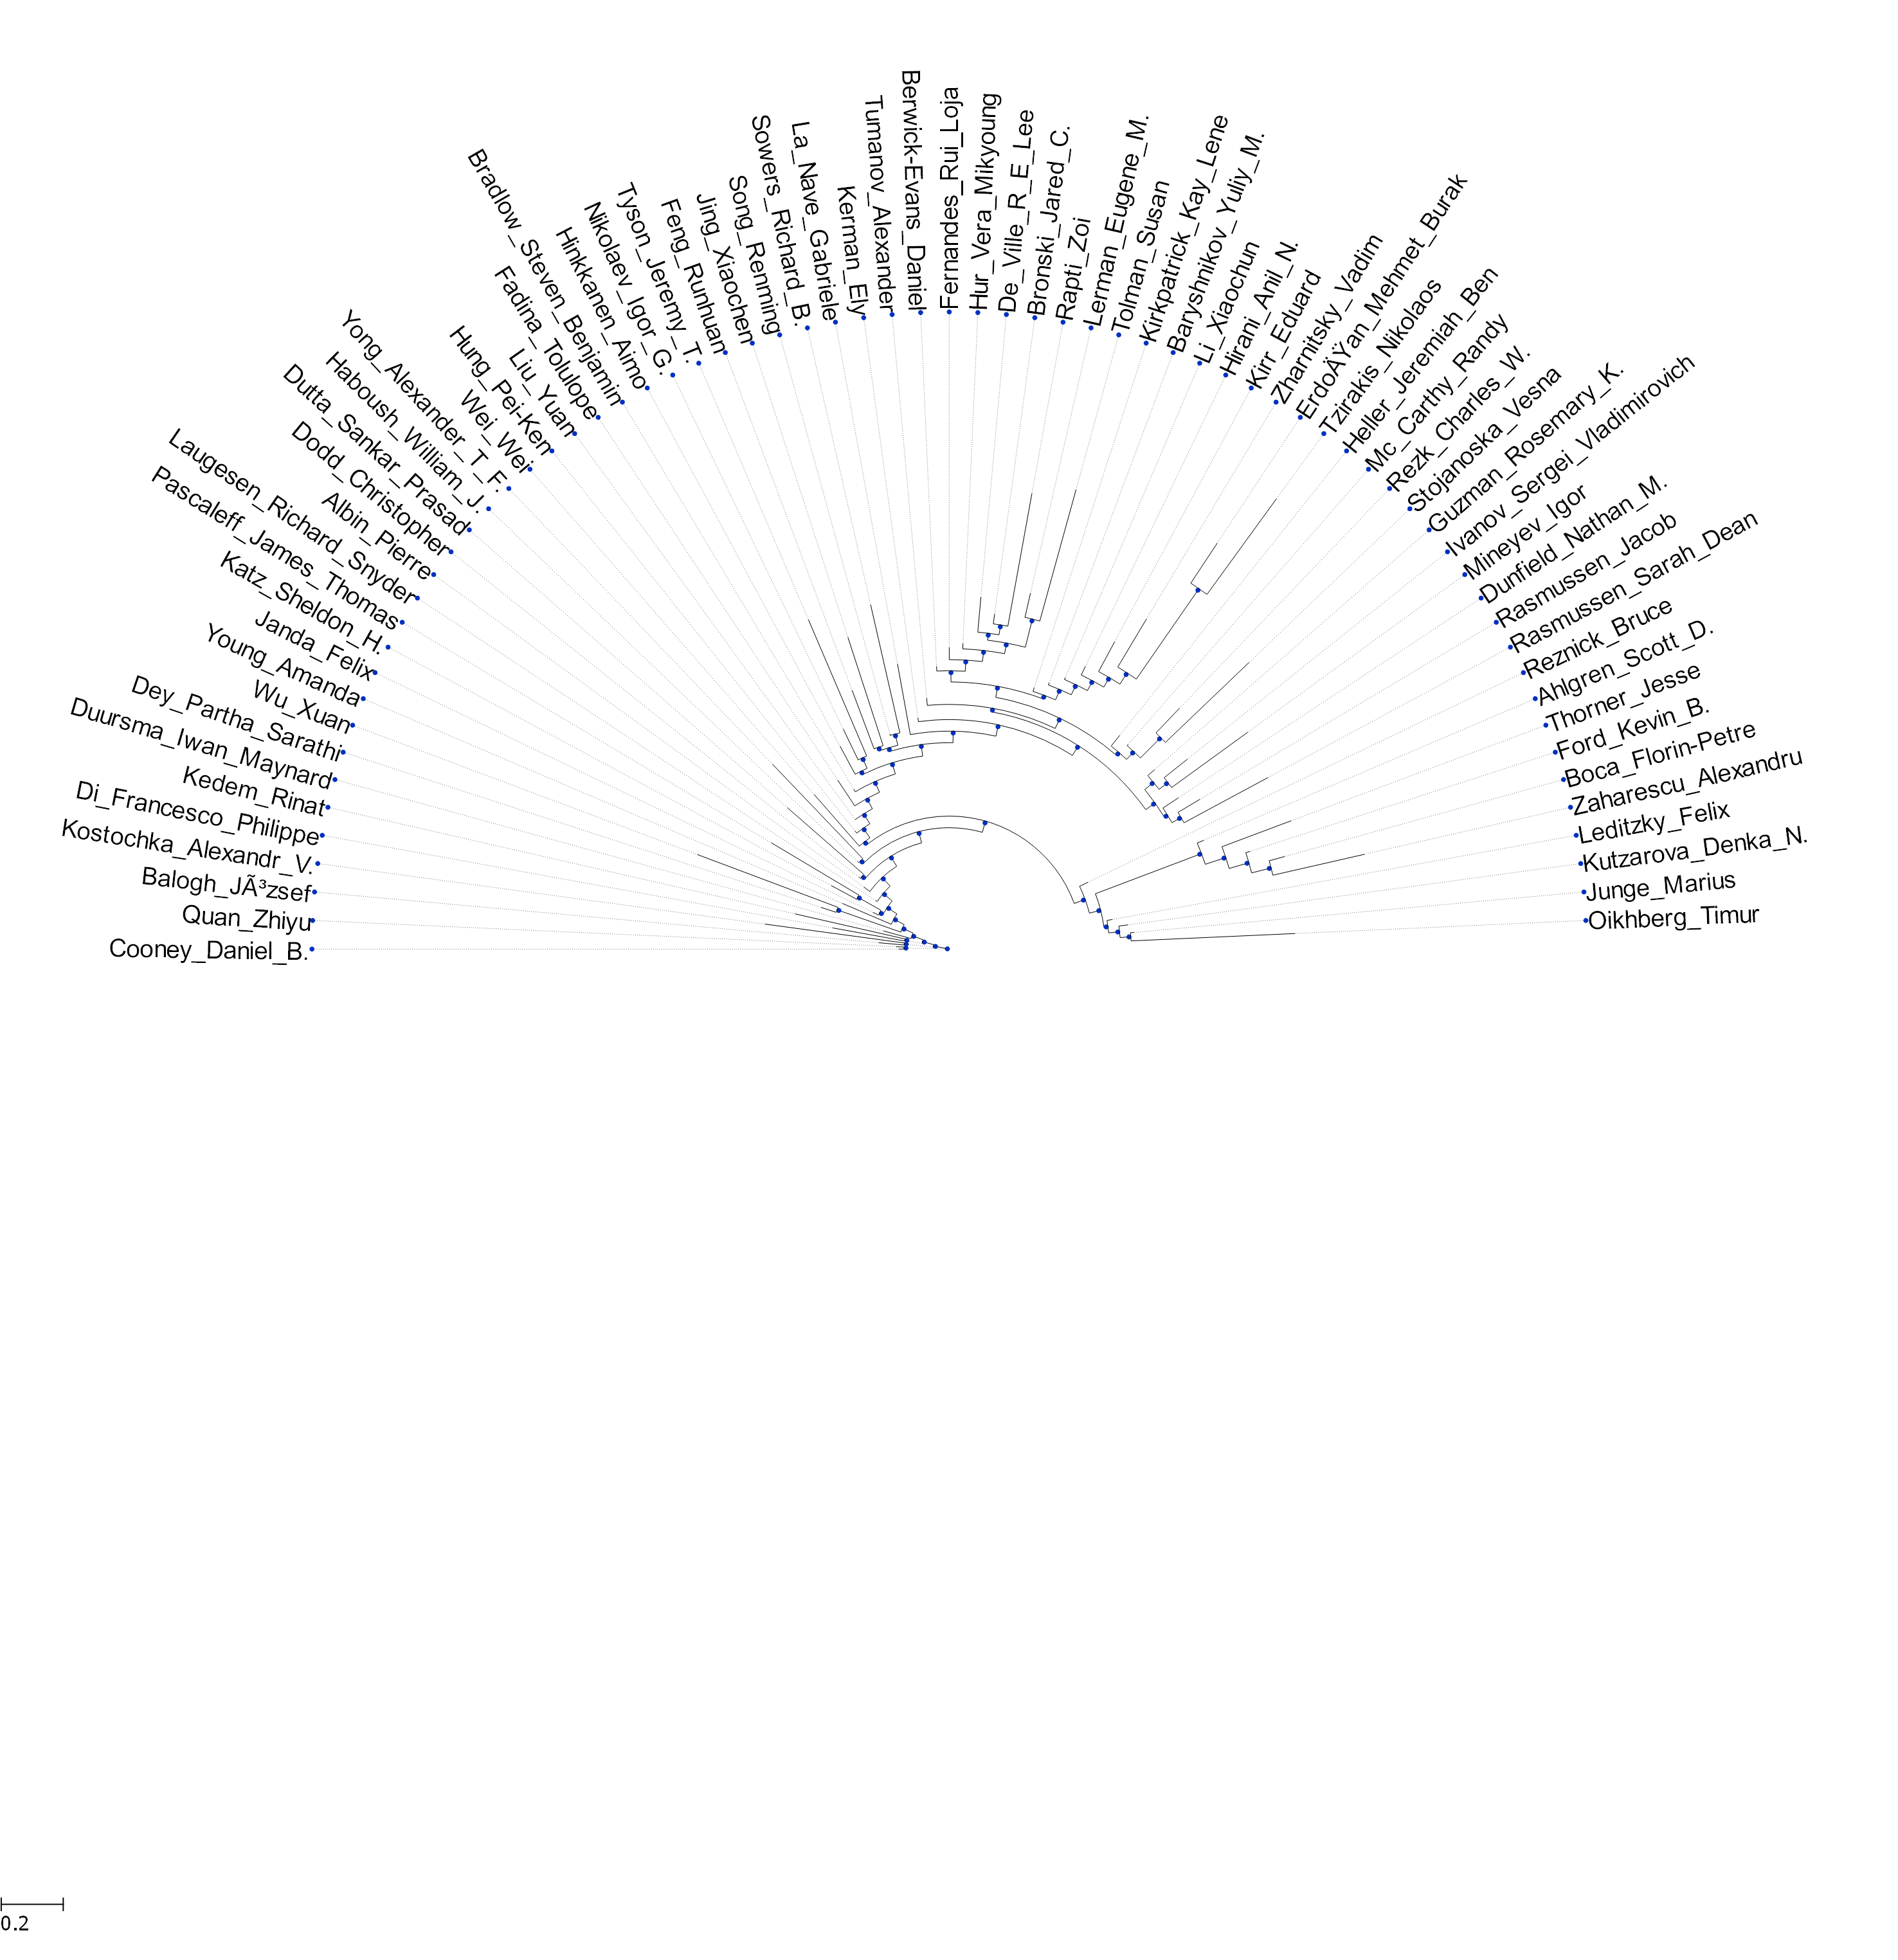 Cooney_Daniel_B.
Quan_Zhiyu
Balogh_JÃ³zsef
Kostochka_Alexandr_V.
Di_Francesco_Philippe
Kedem_Rinat
Duursma_Iwan_Maynard
Dey_Partha_Sarathi
Wu_Xuan
Young_Amanda
Janda_Felix
Katz_Sheldon_H.
Pascaleff_James_Thomas
Laugesen_Richard_Snyder
Albin_Pierre
Dodd_Christopher
Dutta_Sankar_Prasad
Haboush_William_J.
Yong_Alexander_T_F.
Wei_Wei
Hung_Pei-Ken
Liu_Yuan
Fadina_Tolulope
Bradlow_Steven_Benjamin
Hinkkanen_Aimo
Nikolaev_Igor_G.
Tyson_Jeremy_T.
Feng_Runhuan
Jing_Xiaochen
Song_Renming
Sowers_Richard_B.
La_Nave_Gabriele
Kerman_Ely
Tumanov_Alexander
Berwick-Evans_Daniel
Fernandes_Rui_Loja
Hur_Vera_Mikyoung
De_Ville_R_E_Lee
Bronski_Jared_C.
Rapti_Zoi
Lerman_Eugene_M.
Tolman_Susan
Kirkpatrick_Kay_Lene
Baryshnikov_Yuliy_M.
Li_Xiaochun
Hirani_Anil_N.
Kirr_Eduard
Zharnitsky_Vadim
ErdoÄŸan_Mehmet_Burak
Tzirakis_Nikolaos
Heller_Jeremiah_Ben
Mc_Carthy_Randy
Rezk_Charles_W.
Stojanoska_Vesna
Guzman_Rosemary_K.
Ivanov_Sergei_Vladimirovich
Mineyev_Igor
Dunfield_Nathan_M.
Rasmussen_Jacob
Rasmussen_Sarah_Dean
Reznick_Bruce
Ahlgren_Scott_D.
Thorner_Jesse
Ford_Kevin_B.
Boca_Florin-Petre
Zaharescu_Alexandru
Leditzky_Felix
Kutzarova_Denka_N.
Junge_Marius
Oikhberg_Timur
0.2